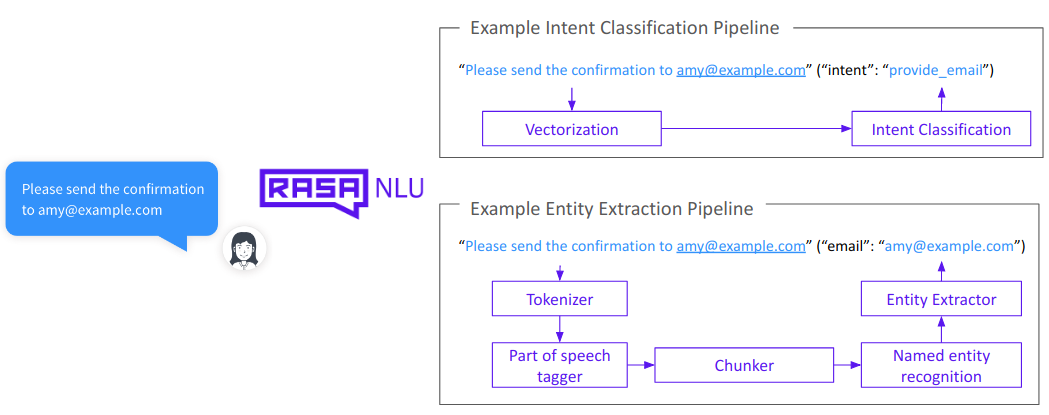 Please send the confirmation
to amy@example.com
RASA NLU
Example Intent Classification Pipeline
“Please send the confirmation to amy@example.com” (“intent”: “provide_email”)
Vectorization
Intent Classification
Example Entity Extraction Pipeline
“Please send the confirmation to amy@example.com” (“email”: “amy@example.com”)
Tokenizer
Entity Extractor
Part of speech
tagger
Chunker
Named entity
recognition